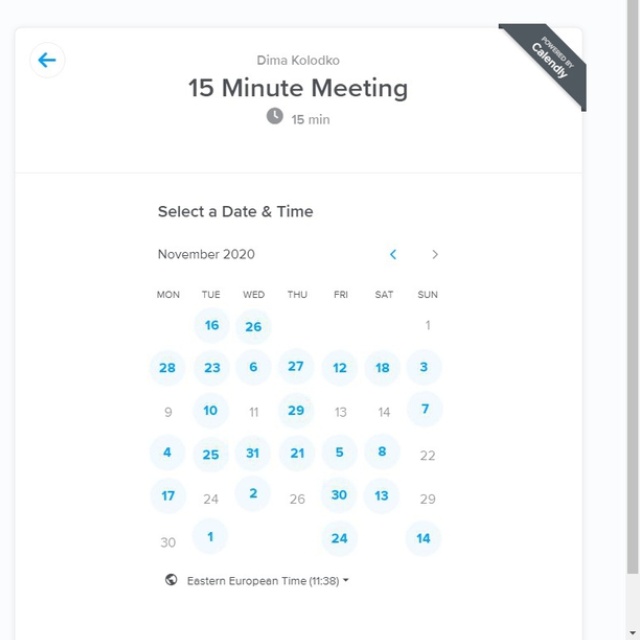 POWERED BY
Calendly
Dima Kolodko
15 Minute Meeting
15 min
Select a Date & Time
November 2020
MON TUE WED THU FRI SAT SUN
16 26 1
28 23 6 27 12 18 3
9 10 11 29 13 14 7
4 25 31 21 5 8 22
17 24 2 26 30 13 29
30 1 24 14
Eastern European Time (11:38)